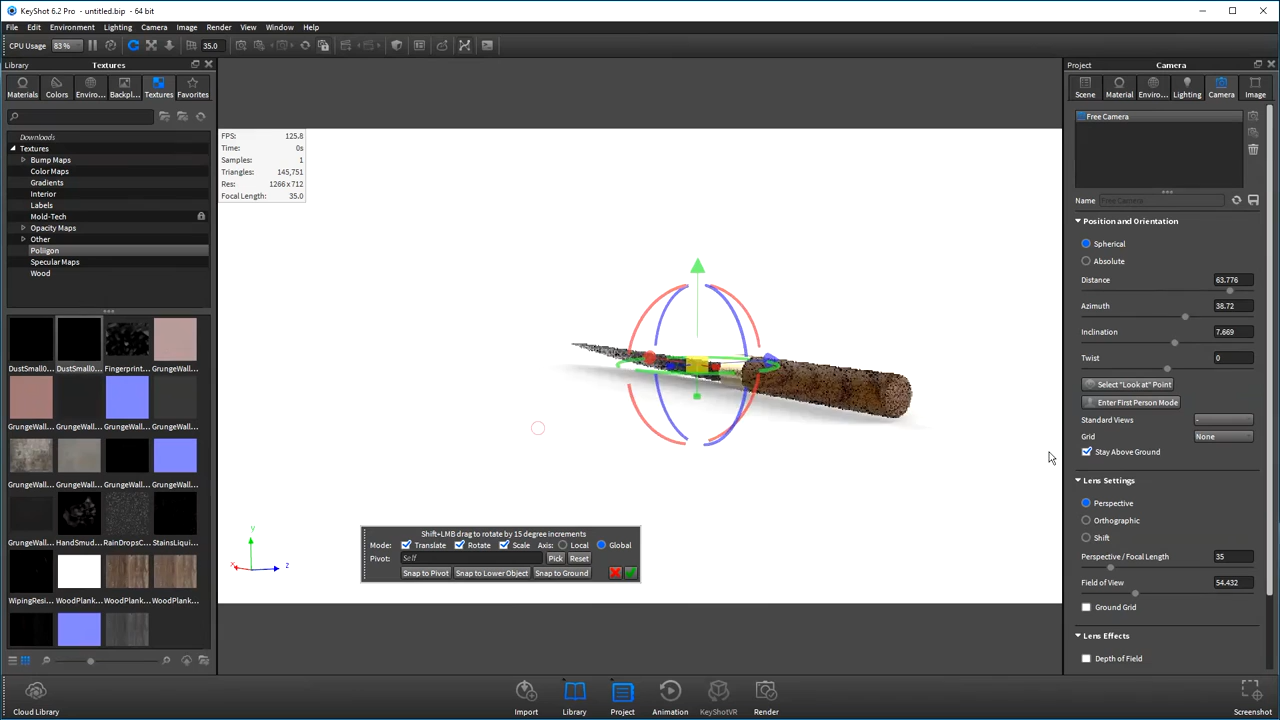 KeyShot 6.2 Pro - untitled.bip - 64 bit
File Edit Environment Lighting Camera Image Render View Window Help
CPU Usage 83 % 35.0
Library Textures
Materials Colors Enviro... Backpl... Textures Favorites
Downloads
Textures
Bump Maps
Color Maps
Gradients
Interior
Labels
Mold-Tech
Opacity Maps
Other
Poliigon
Specular Maps
Wood
DustSmall0... DustSmall0... Fingerprint... GrungeWall...
GrungeWall... GrungeWall... GrungeWall... GrungeWall...
GrungeWall... GrungeWall... GrungeWall... GrungeWall...
GrungeWall... HandSmud... RainDropsC... StainsLiqui...
WipingResi... WoodPlank... WoodPlank... WoodPlank...
Cloud Library
FPS: 125.8
Time: 0s
Samples: 1
Triangles: 145,751
Res: 1266 x 712
Focal Length: 35.0
y
x
z
Shift+LMB drag to rotate by 15 degree increments
Mode: Translate Rotate Scale Axis: Local Global
Pivot: Self Pick Reset
Snap to Pivot Snap to Lower Object Snap to Ground
Import Library Project Animation KeyShotVR Render Screenshot
Project Camera
Scene Material Enviro... Lighting Camera Image
Free Camera
Name Free Camera
Position and Orientation
Spherical
Absolute
Distance 63.776
Azimuth 38.72
Inclination 7.669
Twist 0
Select "Look at" Point
Enter First Person Mode
Standard Views -
Grid None
Stay Above Ground
Lens Settings
Perspective
Orthographic
Shift
Perspective / Focal Length 35
Field of View 54.432
Ground Grid
Lens Effects
Depth of Field